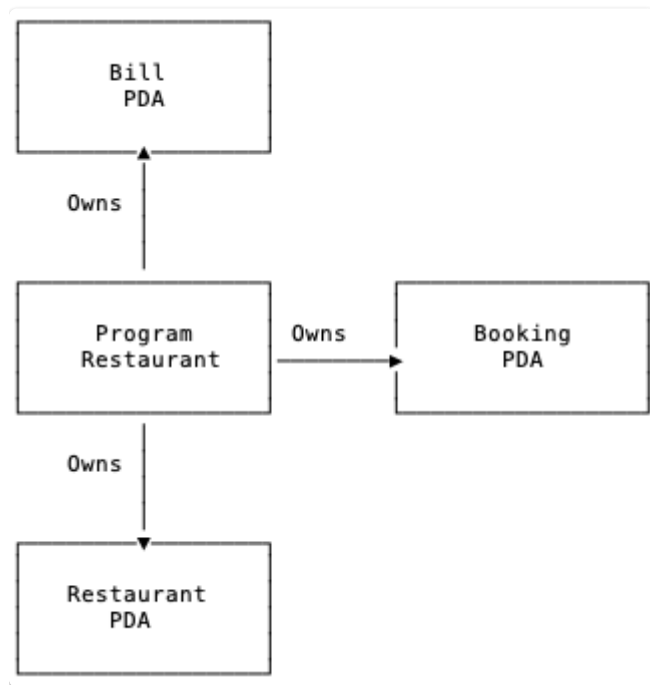 Bill
PDA
Owns
Program
Restaurant
Owns
Booking
PDA
Owns
Restaurant
PDA